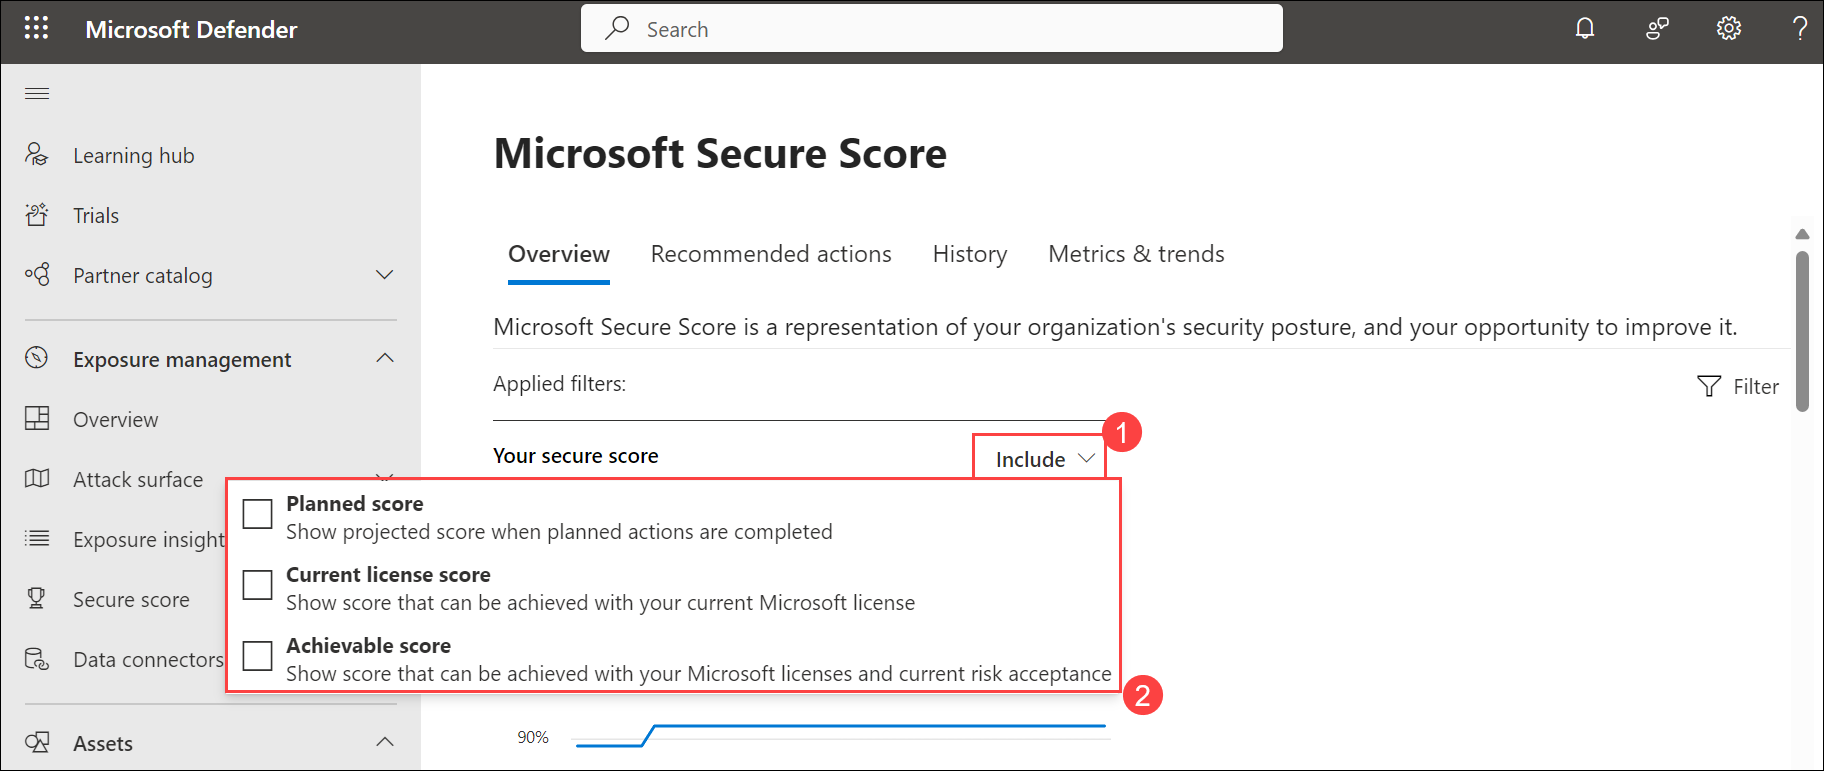 Microsoft Defender
Search
?
Learning hub
Trials
Partner catalog
Exposure management
Overview
Attack surface
Exposure insight
Secure score
Data connectors
Assets
Microsoft Secure Score
Overview Recommended actions History Metrics & trends
Microsoft Secure Score is a representation of your organization's security posture, and your opportunity to improve it.
Applied filters:
Filter
Your secure score
Include
1
Planned score
Show projected score when planned actions are completed
Current license score
Show score that can be achieved with your current Microsoft license
Achievable score
Show score that can be achieved with your Microsoft licenses and current risk acceptance
2
90%